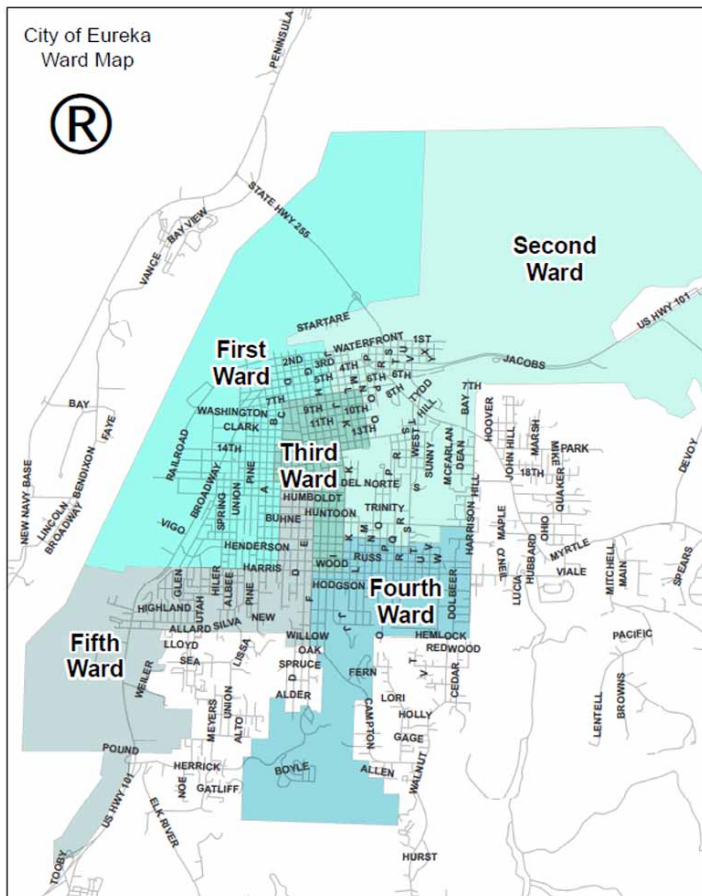 City of Eureka
Ward Map
®
PENINSULA
STATE HWY 255
BAY VIEW
VANCE
Second
Ward
US HWY 101
STARTARE
WATERFRONT
1ST
2ND
3RD
4TH
5TH
6TH
6TH
JACOBS
First
Ward
7TH
8TH
TYDD
HILL
7TH
BAY
BAY
FAYE
WASHINGTON
CLARK
9TH
10TH
11TH
13TH
HOOVER
14TH
RAILROAD
BROADWAY
SPRING
UNION
PINE
Third
Ward
WEST
SUNNY
MCFARLAN
DEAN
JOHN HILL
MARSH
MIKE
PARK
18TH
QUAKER
DEVOY
DEL NORTE
HUMBOLDT
HUNTOON
TRINITY
BUHNE
HARRISON
HILL
MAPLE
OHIO
NEW NAVY BASE
LINCOLN
BROADWAY
BENDIXON
VIGO
HENDERSON
HARRIS
WOOD
RUSS
O'NEIL
HUBBARD
LUCIA
MYRTLE
VIALE
MITCHELL
MAIN
SPEARS
GLEN
HILER
ALBEE
PINE
HODGSON
Fourth
Ward
DOLBEER
HIGHLAND
UTAH
ALLARD
SILVA
NEW
Fifth
Ward
WILLOW
OAK
HEMLOCK
REDWOOD
PACIFIC
LLOYD
SEA
LISSA
SPRUCE
D
FERN
CEDAR
WEILER
ALDER
LORI
HOLLY
MEYERS
UNION
ALTO
CAMPTON
GAGE
LENTELL
BROWNS
POUND
HERRICK
BOYLE
ALLEN
WALNUT
NOE
GATLIFF
US HWY 101
ELK RIVER
HURST
TOOBY